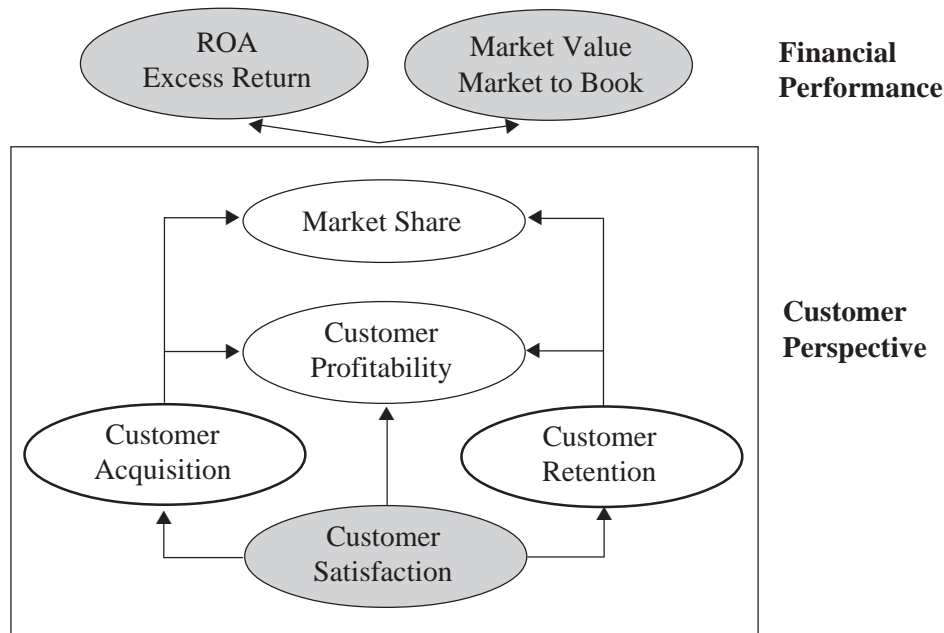 ROA
Excess Return
Market Value
Market to Book
Financial
Performance
Market Share
Customer
Profitability
Customer
Perspective
Customer
Acquisition
Customer
Retention
Customer
Satisfaction